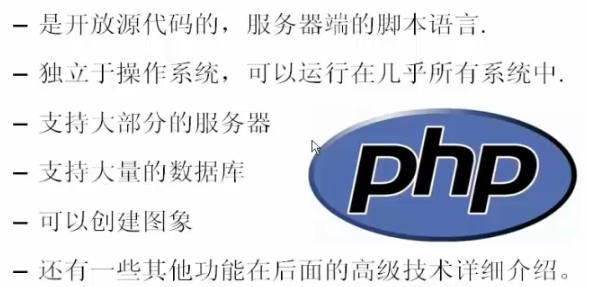 – 是开放源代码的，服务器端的脚本语言.
– 独立于操作系统，可以运行在几乎所有系统中.
– 支持大部分的服务器
– 支持大量的数据库
php
– 可以创建图象
– 还有一些其他功能在后面的高级技术详细介绍。